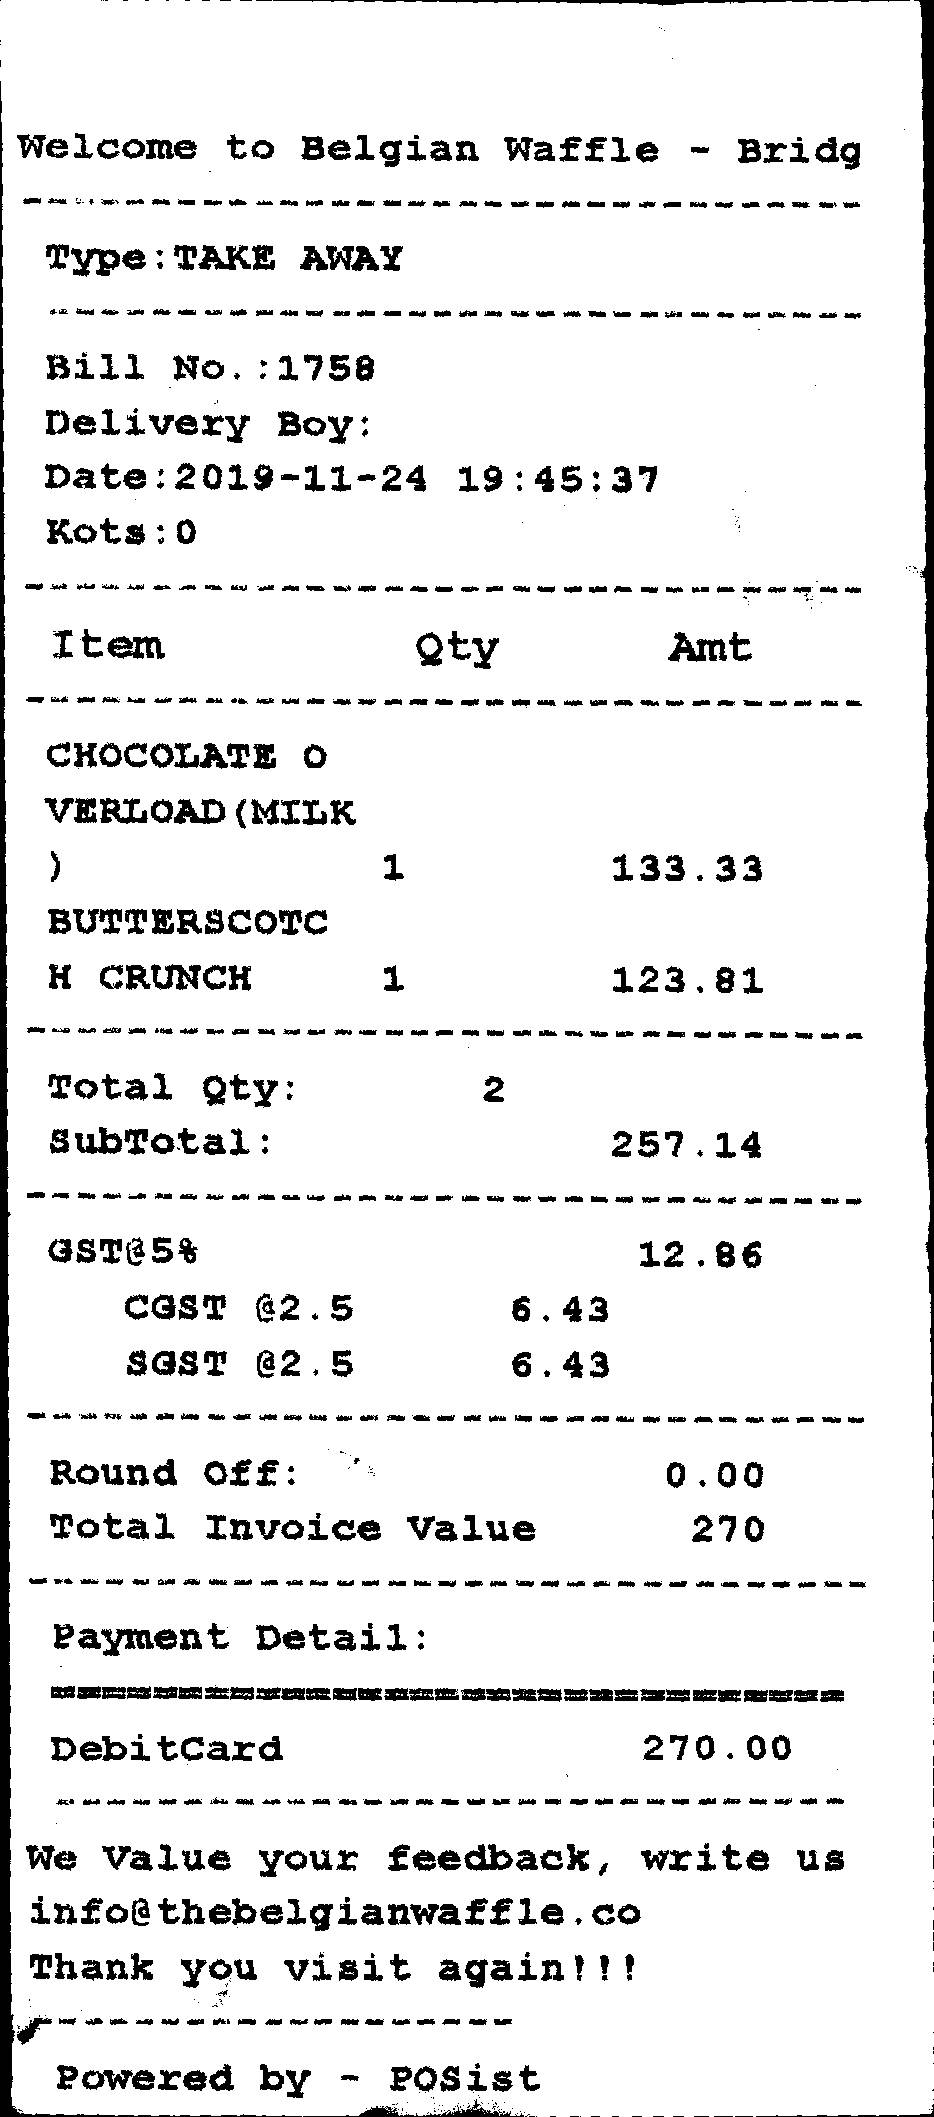 Welcome to Belgian Waffle - Bridg
Type:TAKE AWAY
Bill No.:1758
Delivery Boy:
Date:2019-11-24 19:45:37
Kots:0
Item Qty Amt
CHOCOLATE O
VERLOAD(MILK
) 1 133.33
BUTTERSCOTC
H CRUNCH 1 123.81
Total Qty: 2
SubTotal: 257.14
GST@5% 12.86
CGST @2.5 6.43
SGST @2.5 6.43
Round Off: 0.00
Total Invoice Value 270
Payment Detail:
DebitCard 270.00
We Value your feedback, write us
info@thebelgianwaffle.co
Thank you visit again!!!
Powered by - POSist